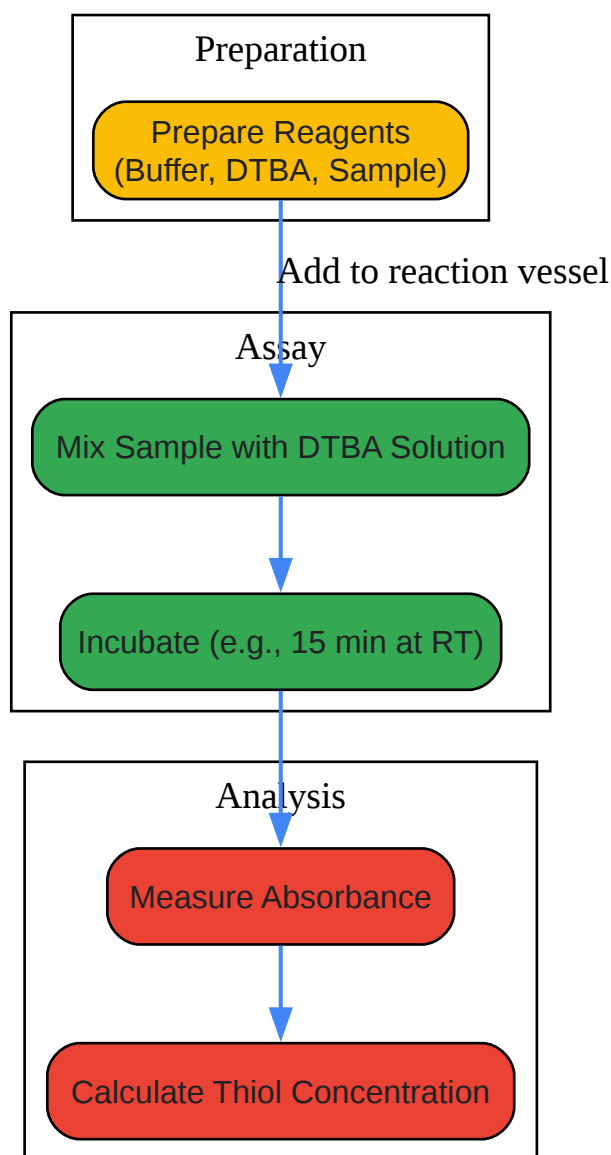 Preparation
Prepare Reagents
(Buffer, DTBA, Sample)
Add to reaction vessel
Assay
Mix Sample with DTBA Solution
Incubate (e.g., 15 min at RT)
Analysis
Measure Absorbance
Calculate Thiol Concentration